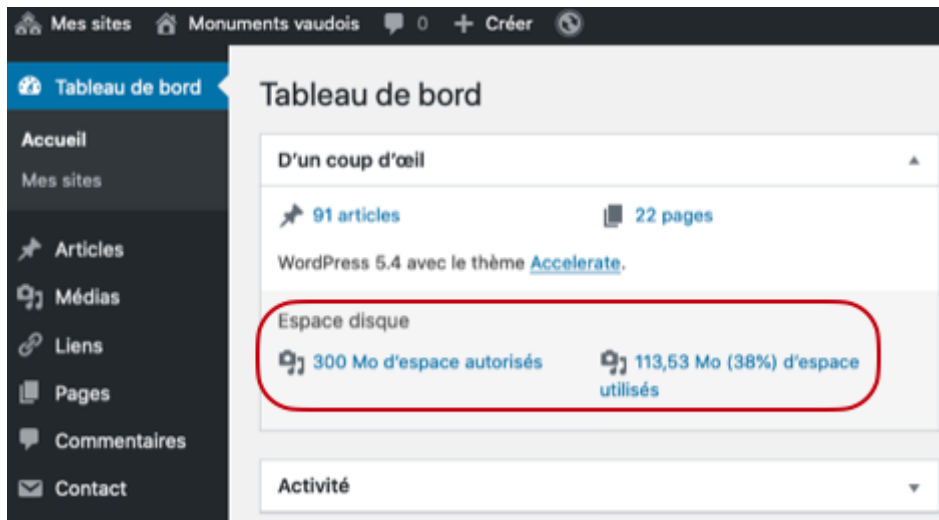 Mes sites Monuments vaudois 0 + Créer
Tableau de bord
Accueil
Mes sites
Articles
Médias
Liens
Pages
Commentaires
Contact
Tableau de bord
D'un coup d'œil
91 articles 22 pages
WordPress 5.4 avec le thème Accelerate.
Espace disque
300 Mo d'espace autorisés 113,53 Mo (38%) d'espace
utilisés
Activité